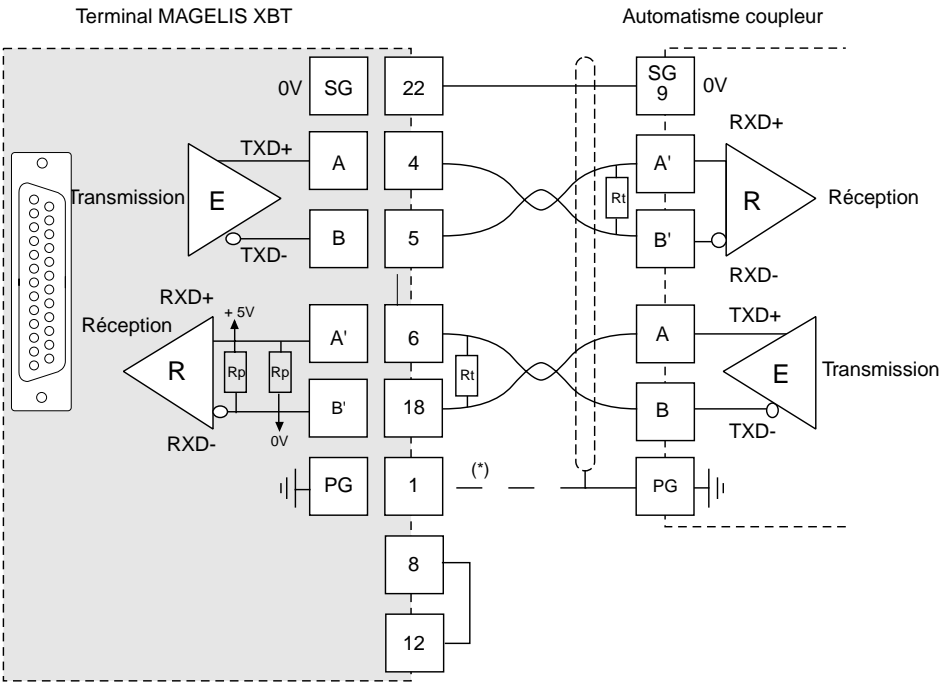 Terminal MAGELIS XBT
Automatisme coupleur
0V
SG
22
SG
9
0V
RXD+
TXD+
A
4
A'
Transmission
E
Rt
R
Réception
B
5
B'
TXD-
RXD-
RXD+
+ 5V
TXD+
Réception
A'
6
A
R
Rp
Rp
Rt
E
Transmission
B'
18
B
RXD-
0V
TXD-
PG
1
(*)
PG
8
12